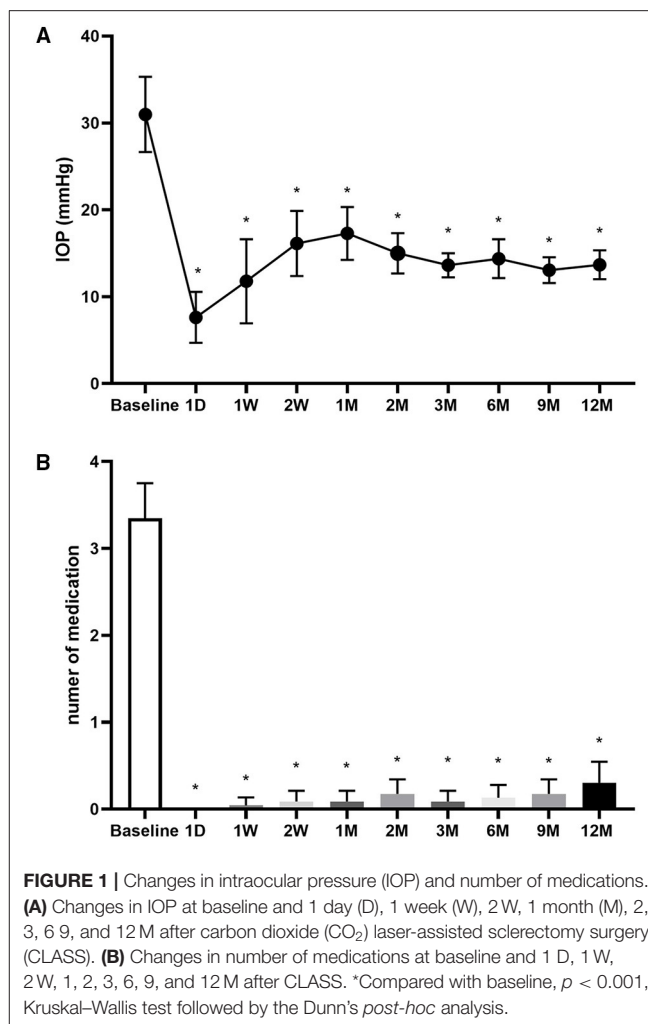 A
40
30
20
10
0
IOP (mmHg)
* * * * * * * * *
Baseline 1D 1W 2W 1M 2M 3M 6M 9M 12M
B
4
3
2
1
0
numer of medication
* * * * * * * * *
Baseline 1D 1W 2W 1M 2M 3M 6M 9M 12M
FIGURE 1 | Changes in intraocular pressure (IOP) and number of medications.
(A) Changes in IOP at baseline and 1 day (D), 1 week (W), 2 W, 1 month (M), 2,
3, 6 9, and 12 M after carbon dioxide (CO₂) laser-assisted sclerectomy surgery
(CLASS). (B) Changes in number of medications at baseline and 1 D, 1 W,
2 W, 1, 2, 3, 6, 9, and 12 M after CLASS. *Compared with baseline, p < 0.001,
Kruskal–Wallis test followed by the Dunn's post-hoc analysis.